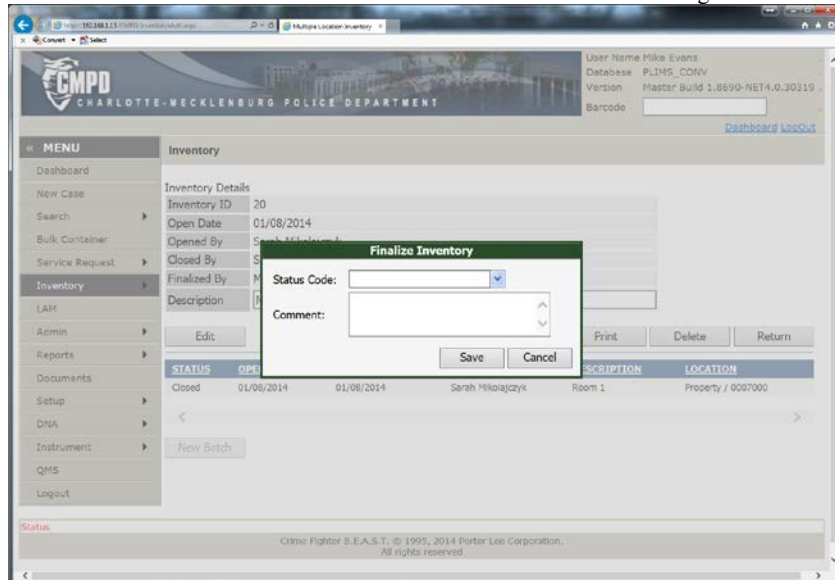 Multiple Location Inventory
Convert Select
User Name Mike Evans
Database PLIMS_CONV
Version Master Build 1.8690-NET4.0.30319
Barcode
CMPD
CHARLOTTE-MECKLENBURG POLICE DEPARTMENT
Dashboard LogOut
« MENU
Inventory
Dashboard
New Case
Search
Bulk Container
Service Request
Inventory
LAM
Admin
Reports
Documents
Setup
DNA
Instrument
QMS
Logout
Inventory Details
Inventory ID 20
Open Date 01/08/2014
Opened By Sarah Mikolajczyk
Closed By S
Finalized By M
Description
Finalize Inventory
Status Code:
Comment:
Save Cancel
Edit Print Delete Return
STATUS OPE SCRIPTION LOCATION
Closed 01/08/2014 01/08/2014 Sarah Mikolajczyk Room 1 Property / 0007000
New Batch
Status
Crime Fighter B.E.A.S.T. © 1995, 2014 Porter Lee Corporation.
All rights reserved